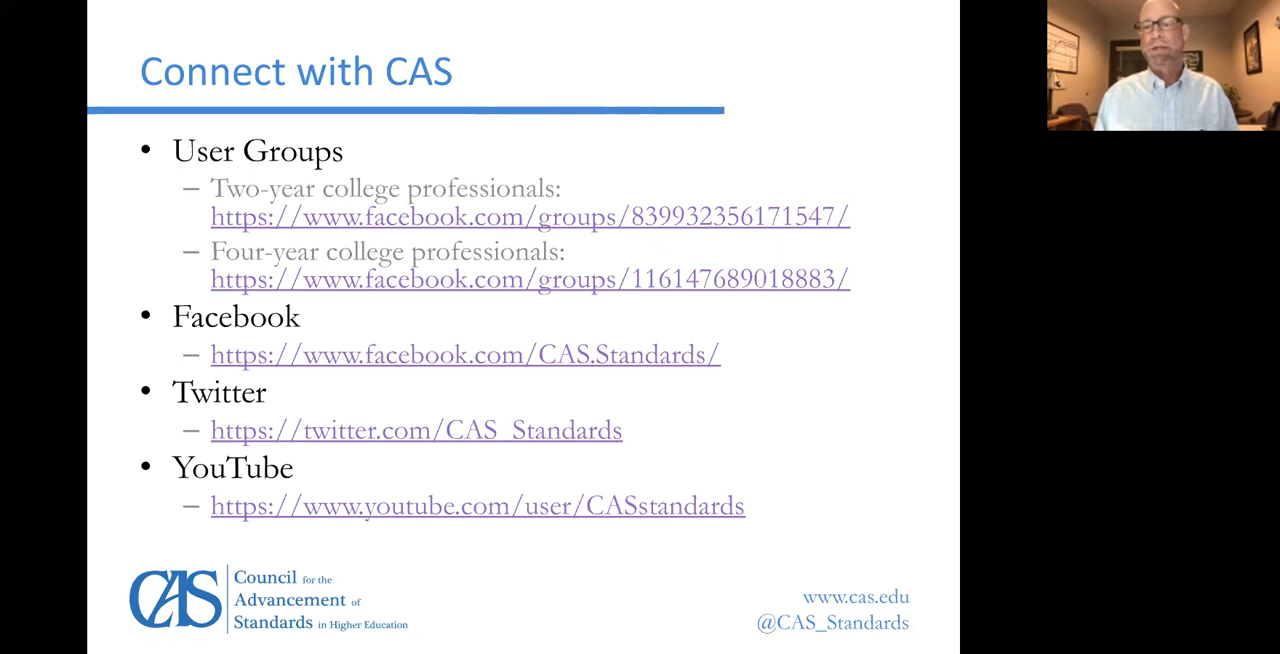 Connect with CAS
• User Groups
– Two-year college professionals:
https://www.facebook.com/groups/839932356171547/
– Four-year college professionals:
https://www.facebook.com/groups/116147689018883/
• Facebook
– https://www.facebook.com/CAS.Standards/
• Twitter
– https://twitter.com/CAS_Standards
• YouTube
– https://www.youtube.com/user/CASstandards
CAS
Council for the
Advancement of
Standards in Higher Education
www.cas.edu
@CAS_Standards